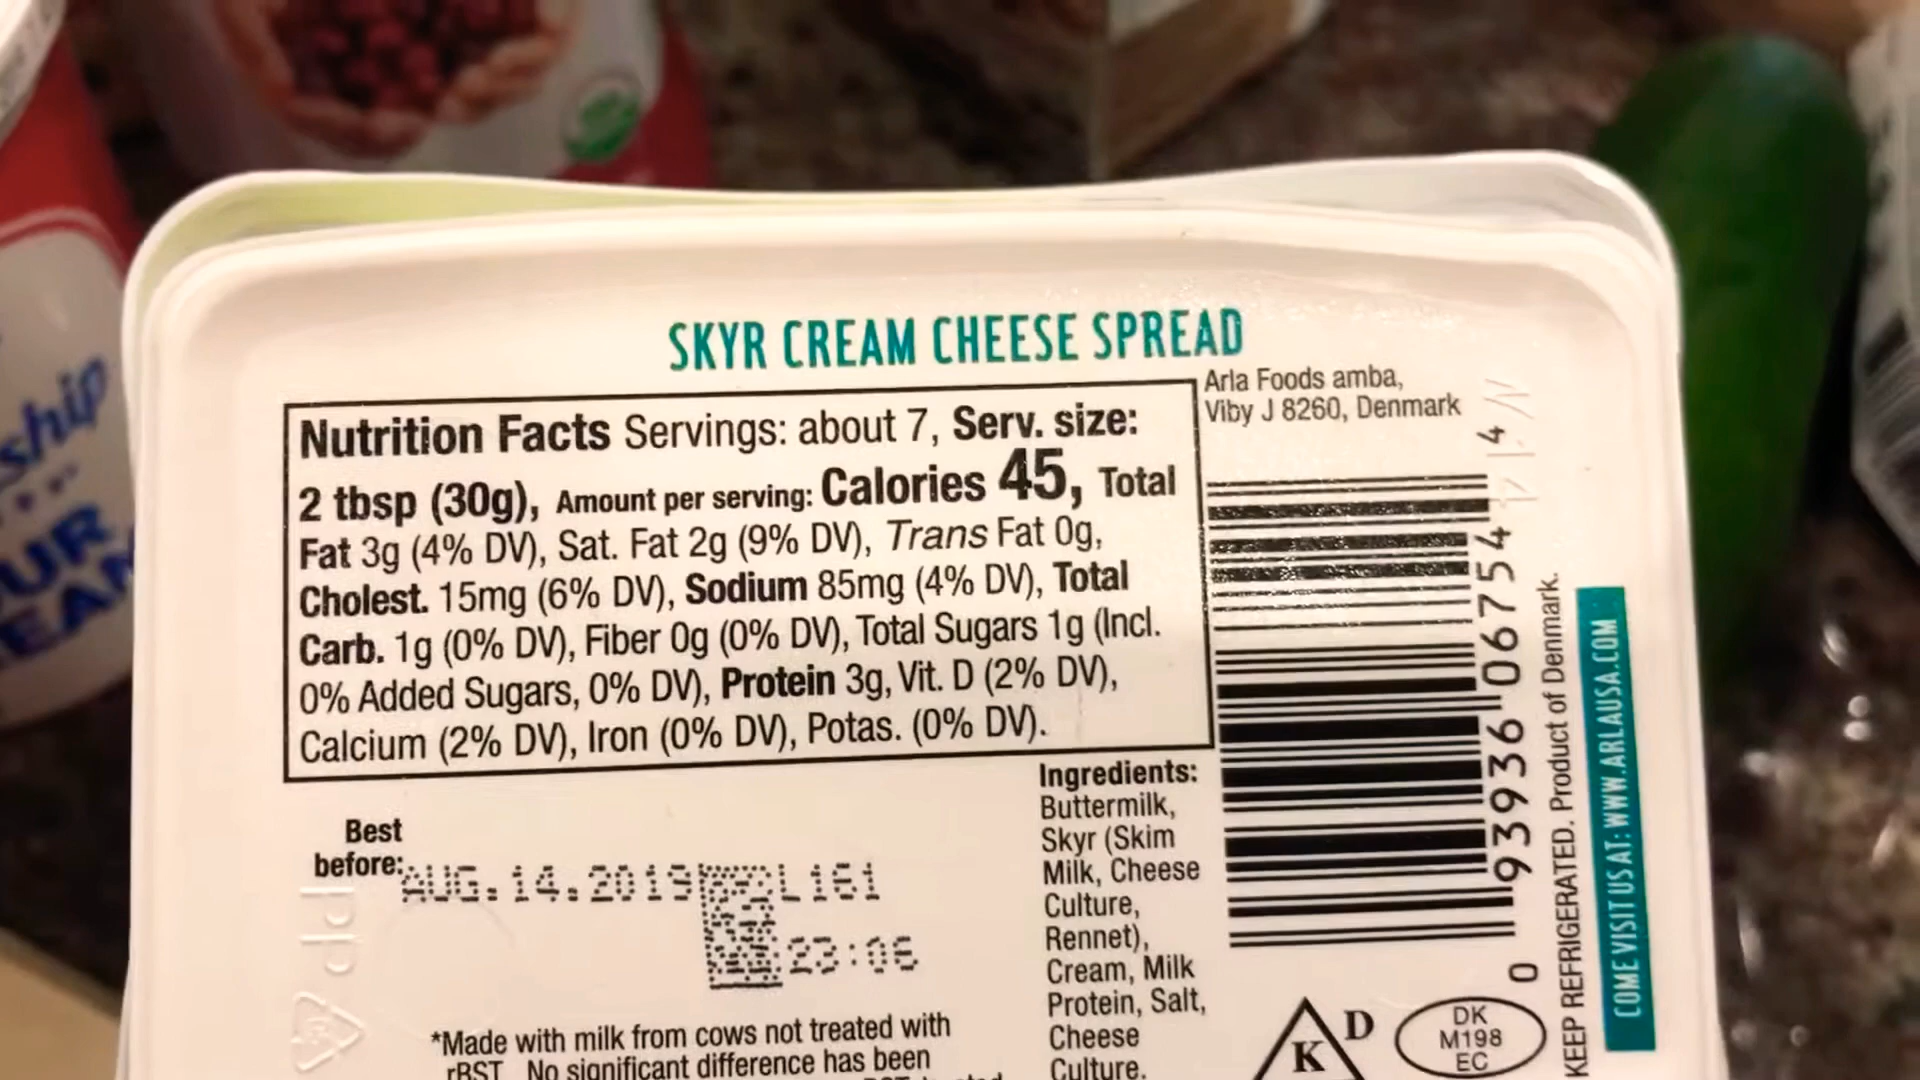 SKYR CREAM CHEESE SPREAD
Arla Foods amba,
Viby J 8260, Denmark
Nutrition Facts Servings: about 7, Serv. size:
2 tbsp (30g), Amount per serving: Calories 45, Total
Fat 3g (4% DV), Sat. Fat 2g (9% DV), Trans Fat 0g,
Cholest. 15mg (6% DV), Sodium 85mg (4% DV), Total
Carb. 1g (0% DV), Fiber 0g (0% DV), Total Sugars 1g (Incl.
0% Added Sugars, 0% DV), Protein 3g, Vit. D (2% DV),
Calcium (2% DV), Iron (0% DV), Potas. (0% DV).
Best
before:
AUG.14.2019 L161
23:06
Ingredients:
Buttermilk,
Skyr (Skim
Milk, Cheese
Culture,
Rennet),
Cream, Milk
Protein, Salt,
Cheese
Culture.
*Made with milk from cows not treated with
rBST No significant difference has been
0 93936 06754 4
KEEP REFRIGERATED. Product of Denmark.
COME VISIT US AT: WWW.ARLAUSA.COM
K D
DK
M198
EC
PP
ship
OUR